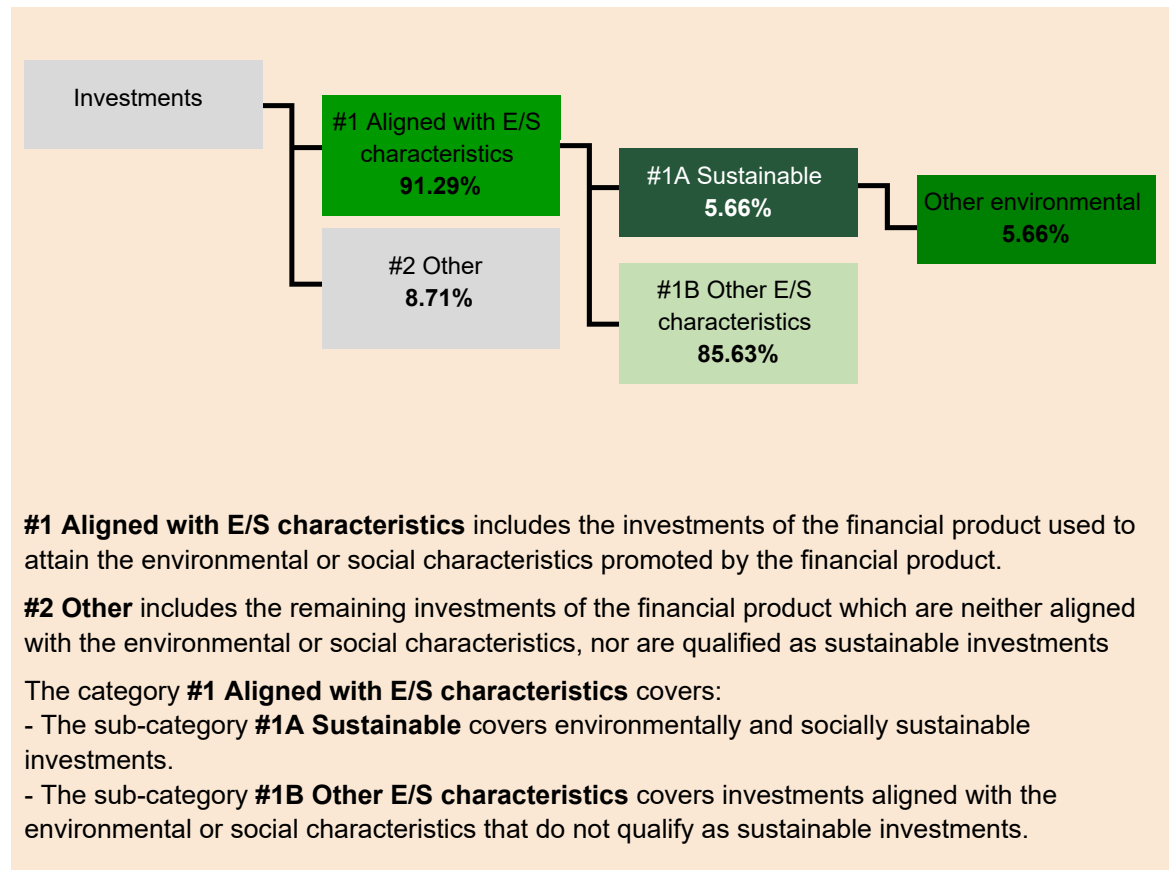 Investments
#1 Aligned with E/S
characteristics
91.29%
#2 Other
8.71%
#1A Sustainable
5.66%
#1B Other E/S
characteristics
85.63%
Other environmental
5.66%
#1 Aligned with E/S characteristics includes the investments of the financial product used to
attain the environmental or social characteristics promoted by the financial product.
#2 Other includes the remaining investments of the financial product which are neither aligned
with the environmental or social characteristics, nor are qualified as sustainable investments
The category #1 Aligned with E/S characteristics covers:
- The sub-category #1A Sustainable covers environmentally and socially sustainable
investments.
- The sub-category #1B Other E/S characteristics covers investments aligned with the
environmental or social characteristics that do not qualify as sustainable investments.